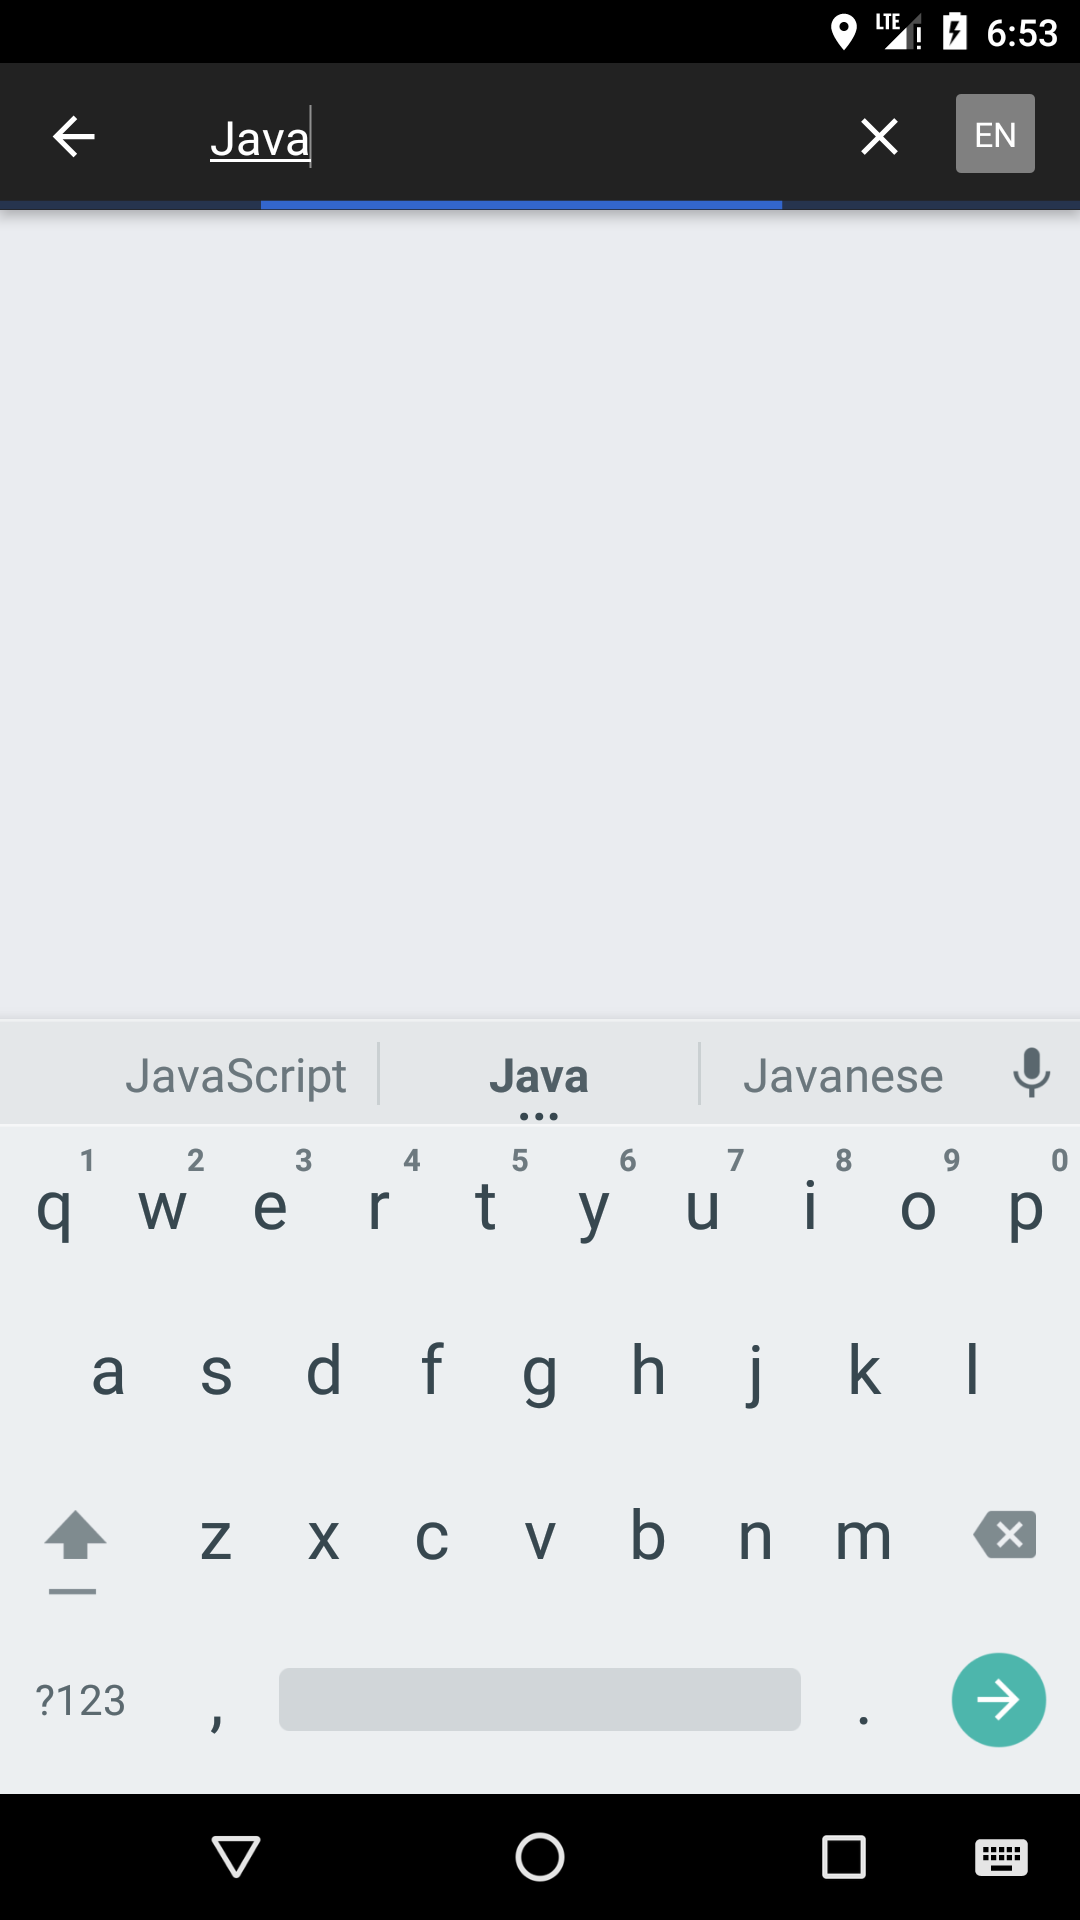 LTE ! 6:53
Java EN
JavaScript Java Javanese
1 2 3 4 5 6 7 8 9 0
q w e r t y u i o p
a s d f g h j k l
z x c v b n m
?123 , .